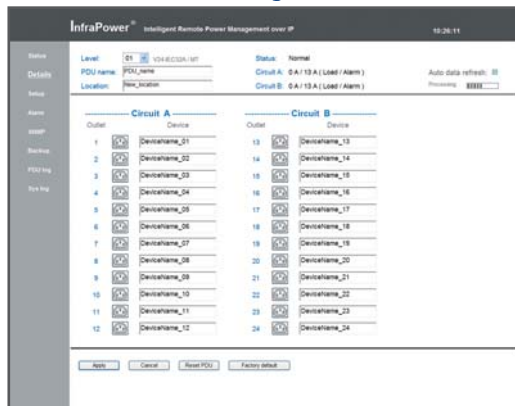 InfraPower® Intelligent Remote Power Management over IP 10:26:11
Status
Details
Setup
Alarm
SNMP
Backup
PDU log
Sys log
Level: 01
Status: Normal
PDU name: PDU_name
Circuit A: 0 A / 13 A ( Load / Alarm )
Auto data refresh:
Location: New_location
Circuit B: 0 A / 13 A ( Load / Alarm )
Processing
Circuit A
Circuit B
Outlet Device
Outlet Device
1 DeviceName_01
13 DeviceName_13
2 DeviceName_02
14 DeviceName_14
3 DeviceName_03
15 DeviceName_15
4 DeviceName_04
16 DeviceName_16
5 DeviceName_05
17 DeviceName_17
6 DeviceName_06
18 DeviceName_18
7 DeviceName_07
19 DeviceName_19
8 DeviceName_08
20 DeviceName_20
9 DeviceName_09
21 DeviceName_21
10 DeviceName_10
22 DeviceName_22
11 DeviceName_11
23 DeviceName_23
12 DeviceName_12
24 DeviceName_24
Apply Cancel Reset PDU Factory default